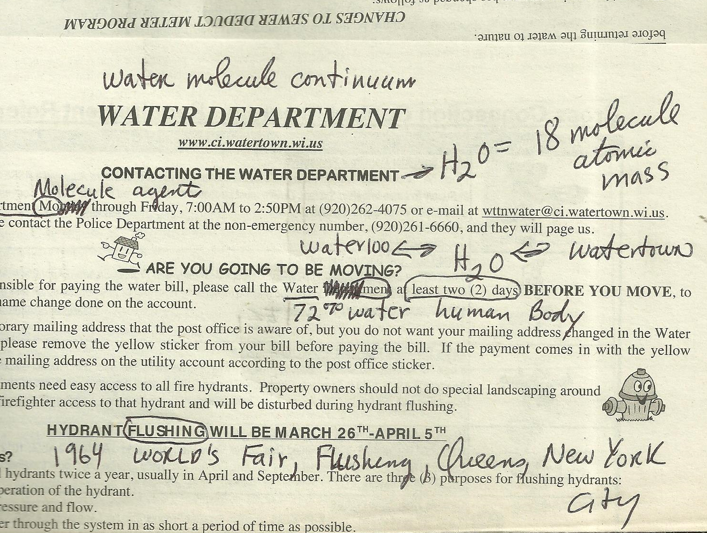 before returning the water to nature.
CHANGES TO SEWER DEDUCT METER PROGRAM
Water molecule continuum
WATER DEPARTMENT
www.ci.watertown.wi.us
CONTACTING THE WATER DEPARTMENT → H2O = 18 molecule atomic mass
Molecule agent
through Friday, 7:00AM to 2:50PM at (920)262-4075 or e-mail at wttnwater@ci.watertown.wi.us.
contact the Police Department at the non-emergency number, (920)261-6660, and they will page us.
water100 ↔ H2O ↔ Watertown
ARE YOU GOING TO BE MOVING?
for paying the water bill, please call the Water ment at least two (2) days BEFORE YOU MOVE, to
name change done on the account.
72% water human Body
mailing address that the post office is aware of, but you do not want your mailing address changed in the Water
please remove the yellow sticker from your bill before paying the bill. If the payment comes in with the yellow
mailing address on the utility account according to the post office sticker.
need easy access to all fire hydrants. Property owners should not do special landscaping around
firefighter access to that hydrant and will be disturbed during hydrant flushing.
HYDRANT FLUSHING WILL BE MARCH 26TH-APRIL 5TH
1964 World's Fair, Flushing, Queens, New York City
hydrants twice a year, usually in April and September. There are three (3) purposes for flushing hydrants:
operation of the hydrant.
pressure and flow.
through the system in as short a period of time as possible.